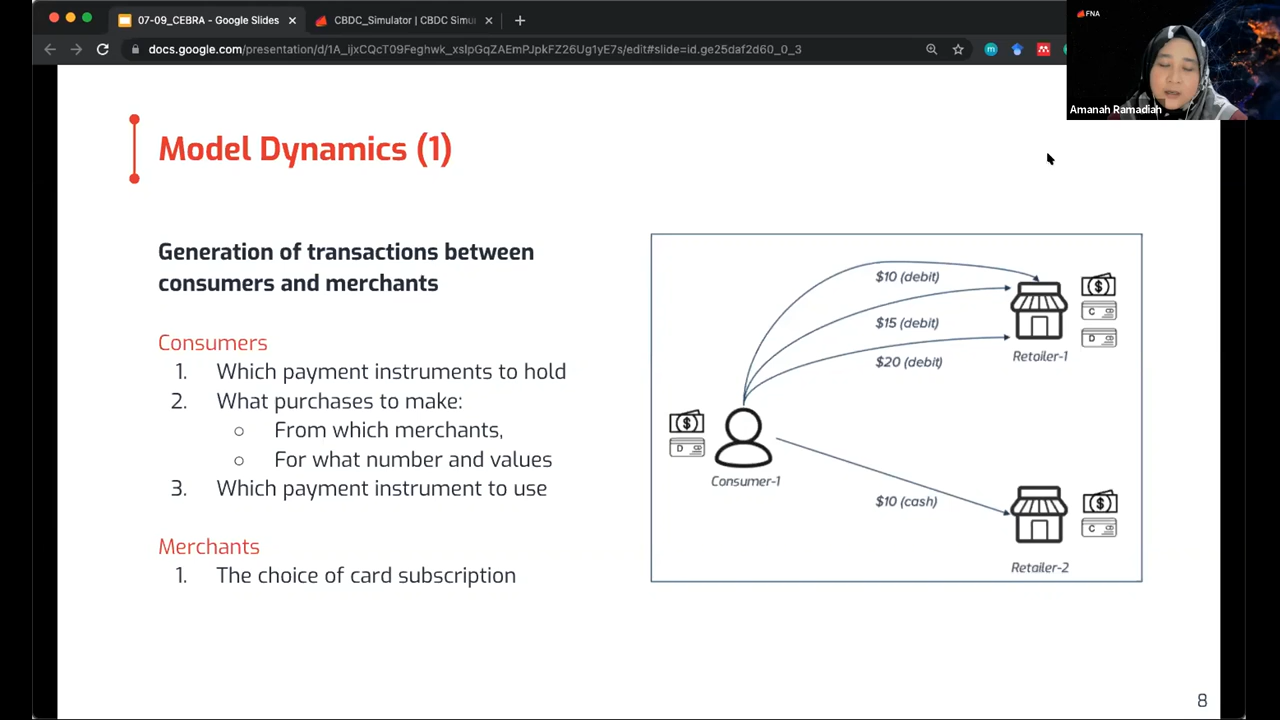 07-09_CEBRA - Google Slides
CBDC_Simulator | CBDC Simu
docs.google.com/presentation/d/1A_ijxCQcT09Feghwk_xsIpGqZAEmPJpkFZ26Ug1yE7s/edit#slide=id.ge25daf2d60_0_3
FNA
Amanah Ramadiah
Model Dynamics (1)
Generation of transactions between
consumers and merchants
Consumers
1. Which payment instruments to hold
2. What purchases to make:
○ From which merchants,
○ For what number and values
3. Which payment instrument to use
Merchants
1. The choice of card subscription
$10 (debit)
$15 (debit)
$20 (debit)
$
C
D
Retailer-1
$
D
Consumer-1
$10 (cash)
$
C
Retailer-2
8